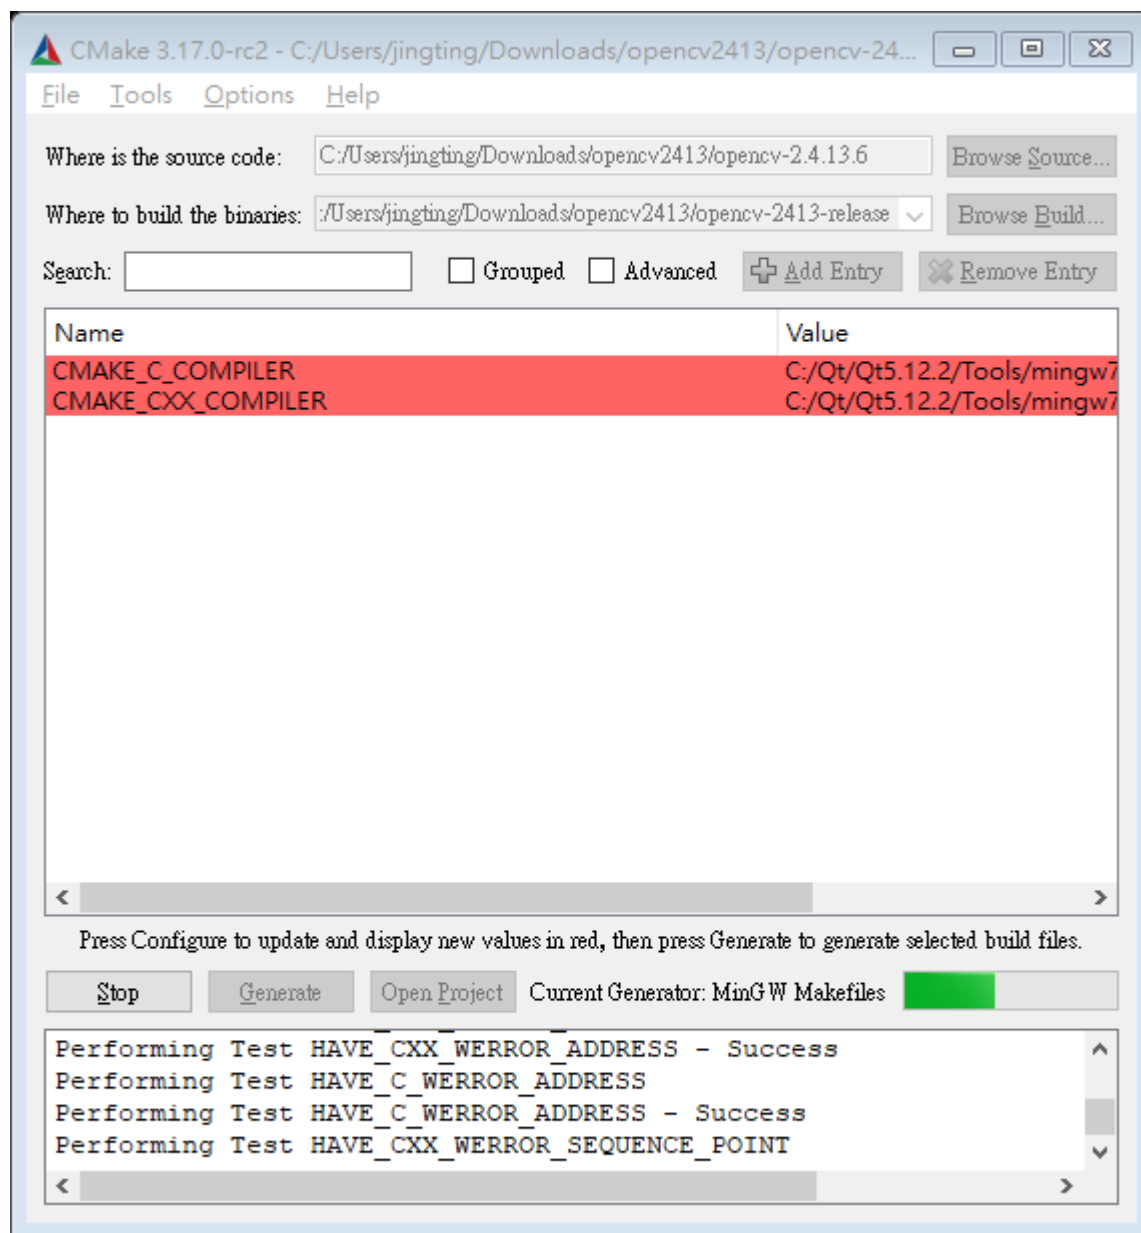 CMake 3.17.0-rc2 - C:/Users/jingting/Downloads/opencv2413/opencv-24...
File Tools Options Help
Where is the source code: C:/Users/jingting/Downloads/opencv2413/opencv-2.4.13.6 Browse Source...
Where to build the binaries: :/Users/jingting/Downloads/opencv2413/opencv-2413-release Browse Build...
Search: Grouped Advanced Add Entry Remove Entry
Name Value
CMAKE_C_COMPILER C:/Qt/Qt5.12.2/Tools/mingw7
CMAKE_CXX_COMPILER C:/Qt/Qt5.12.2/Tools/mingw7
Press Configure to update and display new values in red, then press Generate to generate selected build files.
Stop Generate Open Project Current Generator: MinGW Makefiles
Performing Test HAVE_CXX_WERROR_ADDRESS - Success
Performing Test HAVE_C_WERROR_ADDRESS
Performing Test HAVE_C_WERROR_ADDRESS - Success
Performing Test HAVE_CXX_WERROR_SEQUENCE_POINT